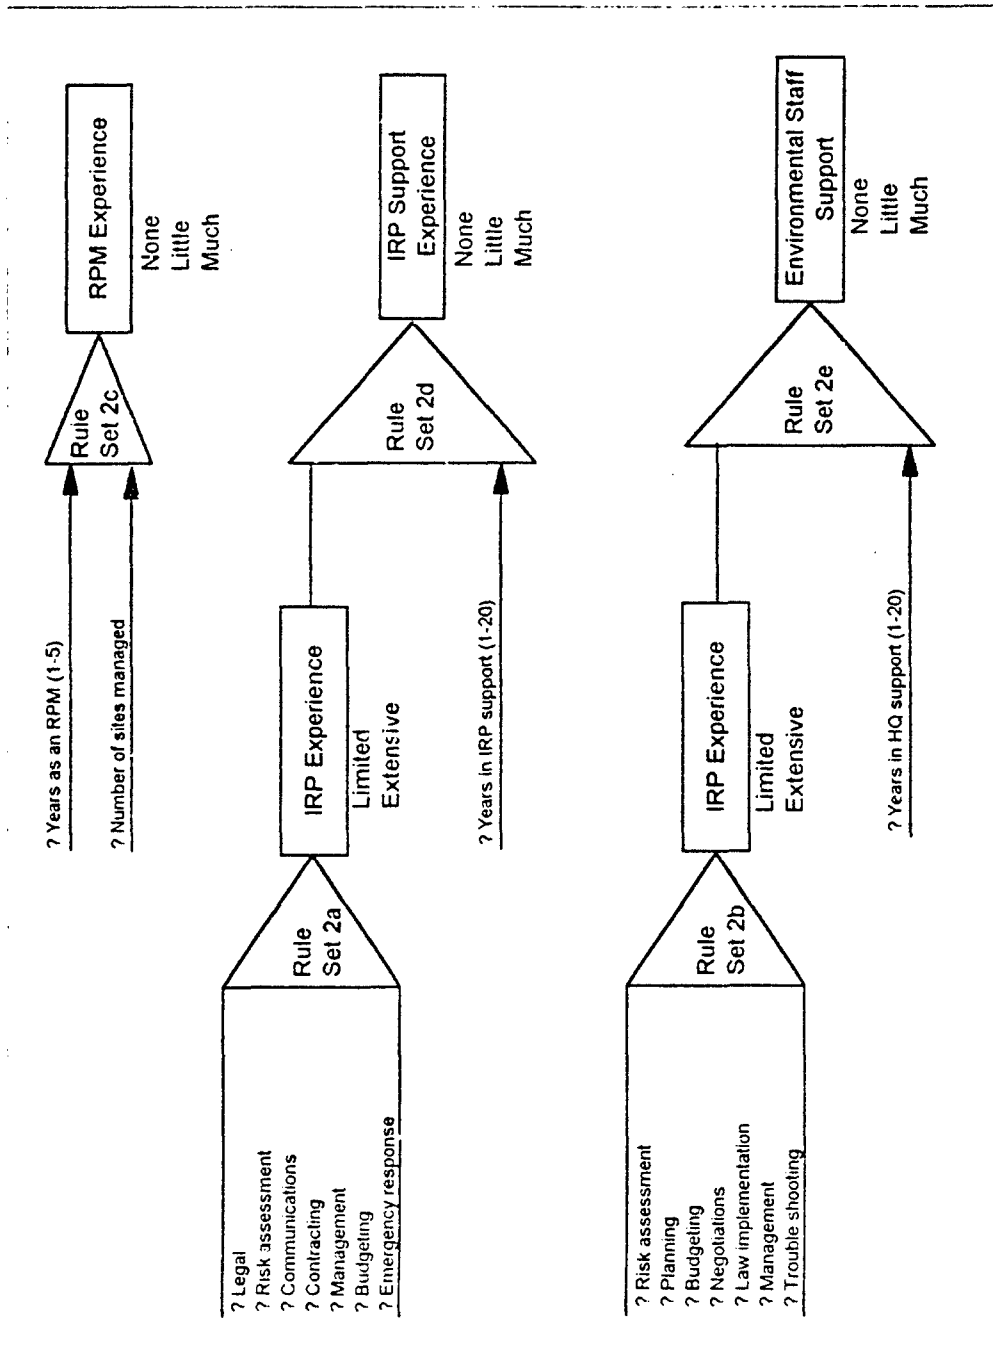 ? Years as an RPM (1-5)
? Number of sites managed
Rule
Set 2c
RPM Experience
None
Little
Much
? Legal
? Risk assessment
? Communications
? Contracting
? Management
? Budgeting
? Emergency response
Rule
Set 2a
IRP Experience
Limited
Extensive
? Years in IRP support (1-20)
Rule
Set 2d
IRP Support
Experience
None
Little
Much
? Risk assessment
? Planning
? Budgeting
? Negotiations
? Law implementation
? Management
? Trouble shooting
Rule
Set 2b
IRP Experience
Limited
Extensive
? Years in HQ support (1-20)
Rule
Set 2e
Environmental Staff
Support
None
Little
Much